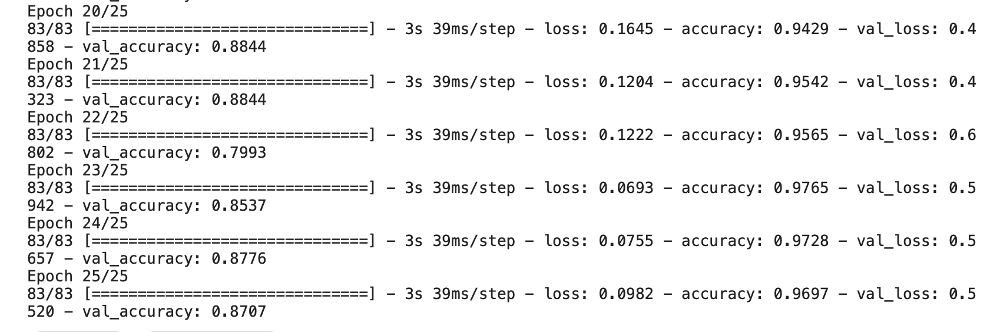 Epoch 20/25
83/83 [==============================] - 3s 39ms/step - loss: 0.1645 - accuracy: 0.9429 - val_loss: 0.4
858 - val_accuracy: 0.8844
Epoch 21/25
83/83 [==============================] - 3s 39ms/step - loss: 0.1204 - accuracy: 0.9542 - val_loss: 0.4
323 - val_accuracy: 0.8844
Epoch 22/25
83/83 [==============================] - 3s 39ms/step - loss: 0.1222 - accuracy: 0.9565 - val_loss: 0.6
802 - val_accuracy: 0.7993
Epoch 23/25
83/83 [==============================] - 3s 39ms/step - loss: 0.0693 - accuracy: 0.9765 - val_loss: 0.5
942 - val_accuracy: 0.8537
Epoch 24/25
83/83 [==============================] - 3s 39ms/step - loss: 0.0755 - accuracy: 0.9728 - val_loss: 0.5
657 - val_accuracy: 0.8776
Epoch 25/25
83/83 [==============================] - 3s 39ms/step - loss: 0.0982 - accuracy: 0.9697 - val_loss: 0.5
520 - val_accuracy: 0.8707